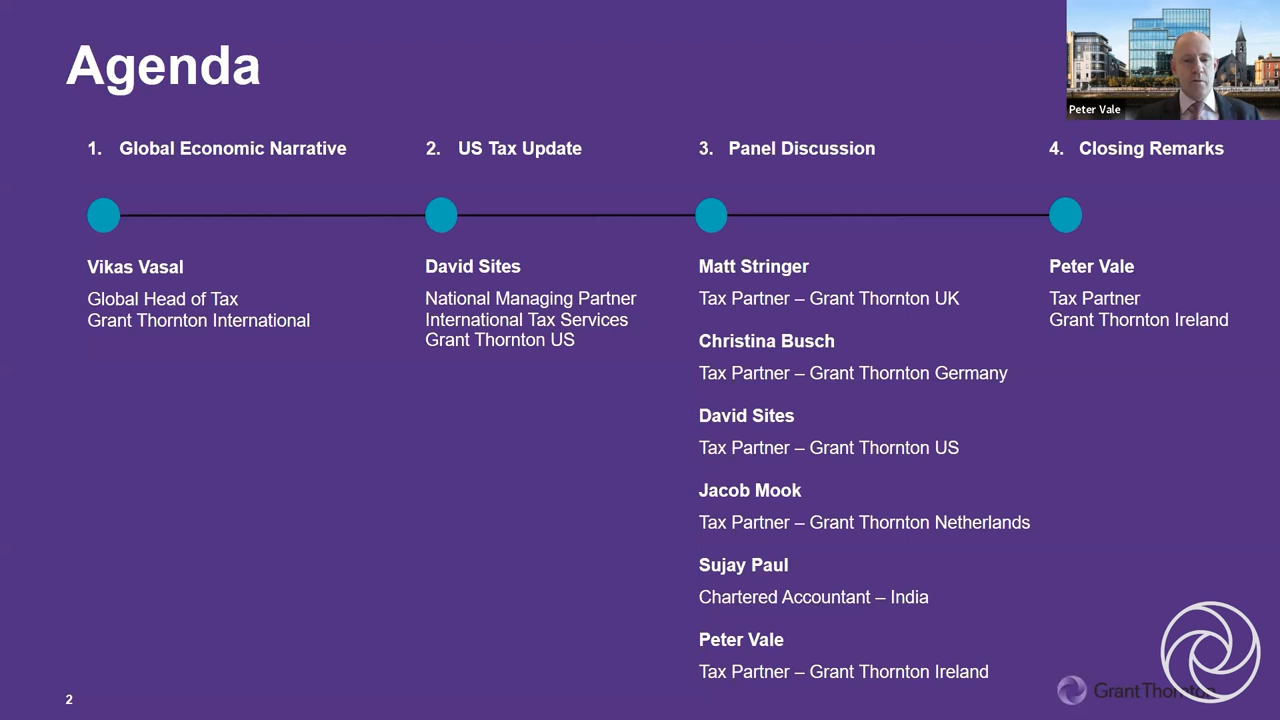 Agenda
Peter Vale
1. Global Economic Narrative
Vikas Vasal
Global Head of Tax
Grant Thornton International
2. US Tax Update
David Sites
National Managing Partner
International Tax Services
Grant Thornton US
3. Panel Discussion
Matt Stringer
Tax Partner – Grant Thornton UK
Christina Busch
Tax Partner – Grant Thornton Germany
David Sites
Tax Partner – Grant Thornton US
Jacob Mook
Tax Partner – Grant Thornton Netherlands
Sujay Paul
Chartered Accountant – India
Peter Vale
Tax Partner – Grant Thornton Ireland
4. Closing Remarks
Peter Vale
Tax Partner
Grant Thornton Ireland
2
Grant Thornton